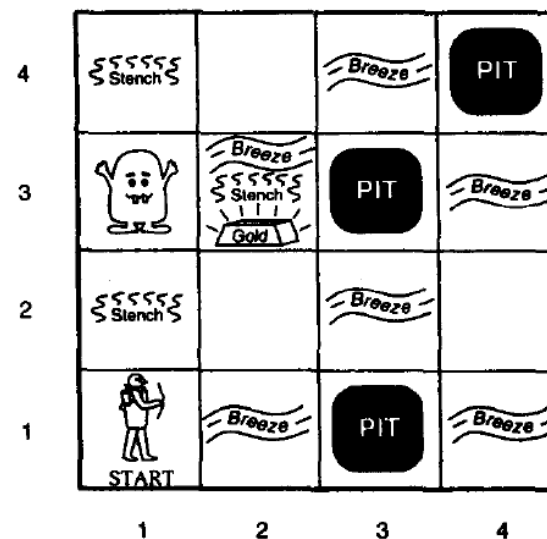 4
Stench
Breeze
PIT
3
Breeze
Stench
Gold
PIT
Breeze
2
Stench
Breeze
1
START
Breeze
PIT
Breeze
1 2 3 4